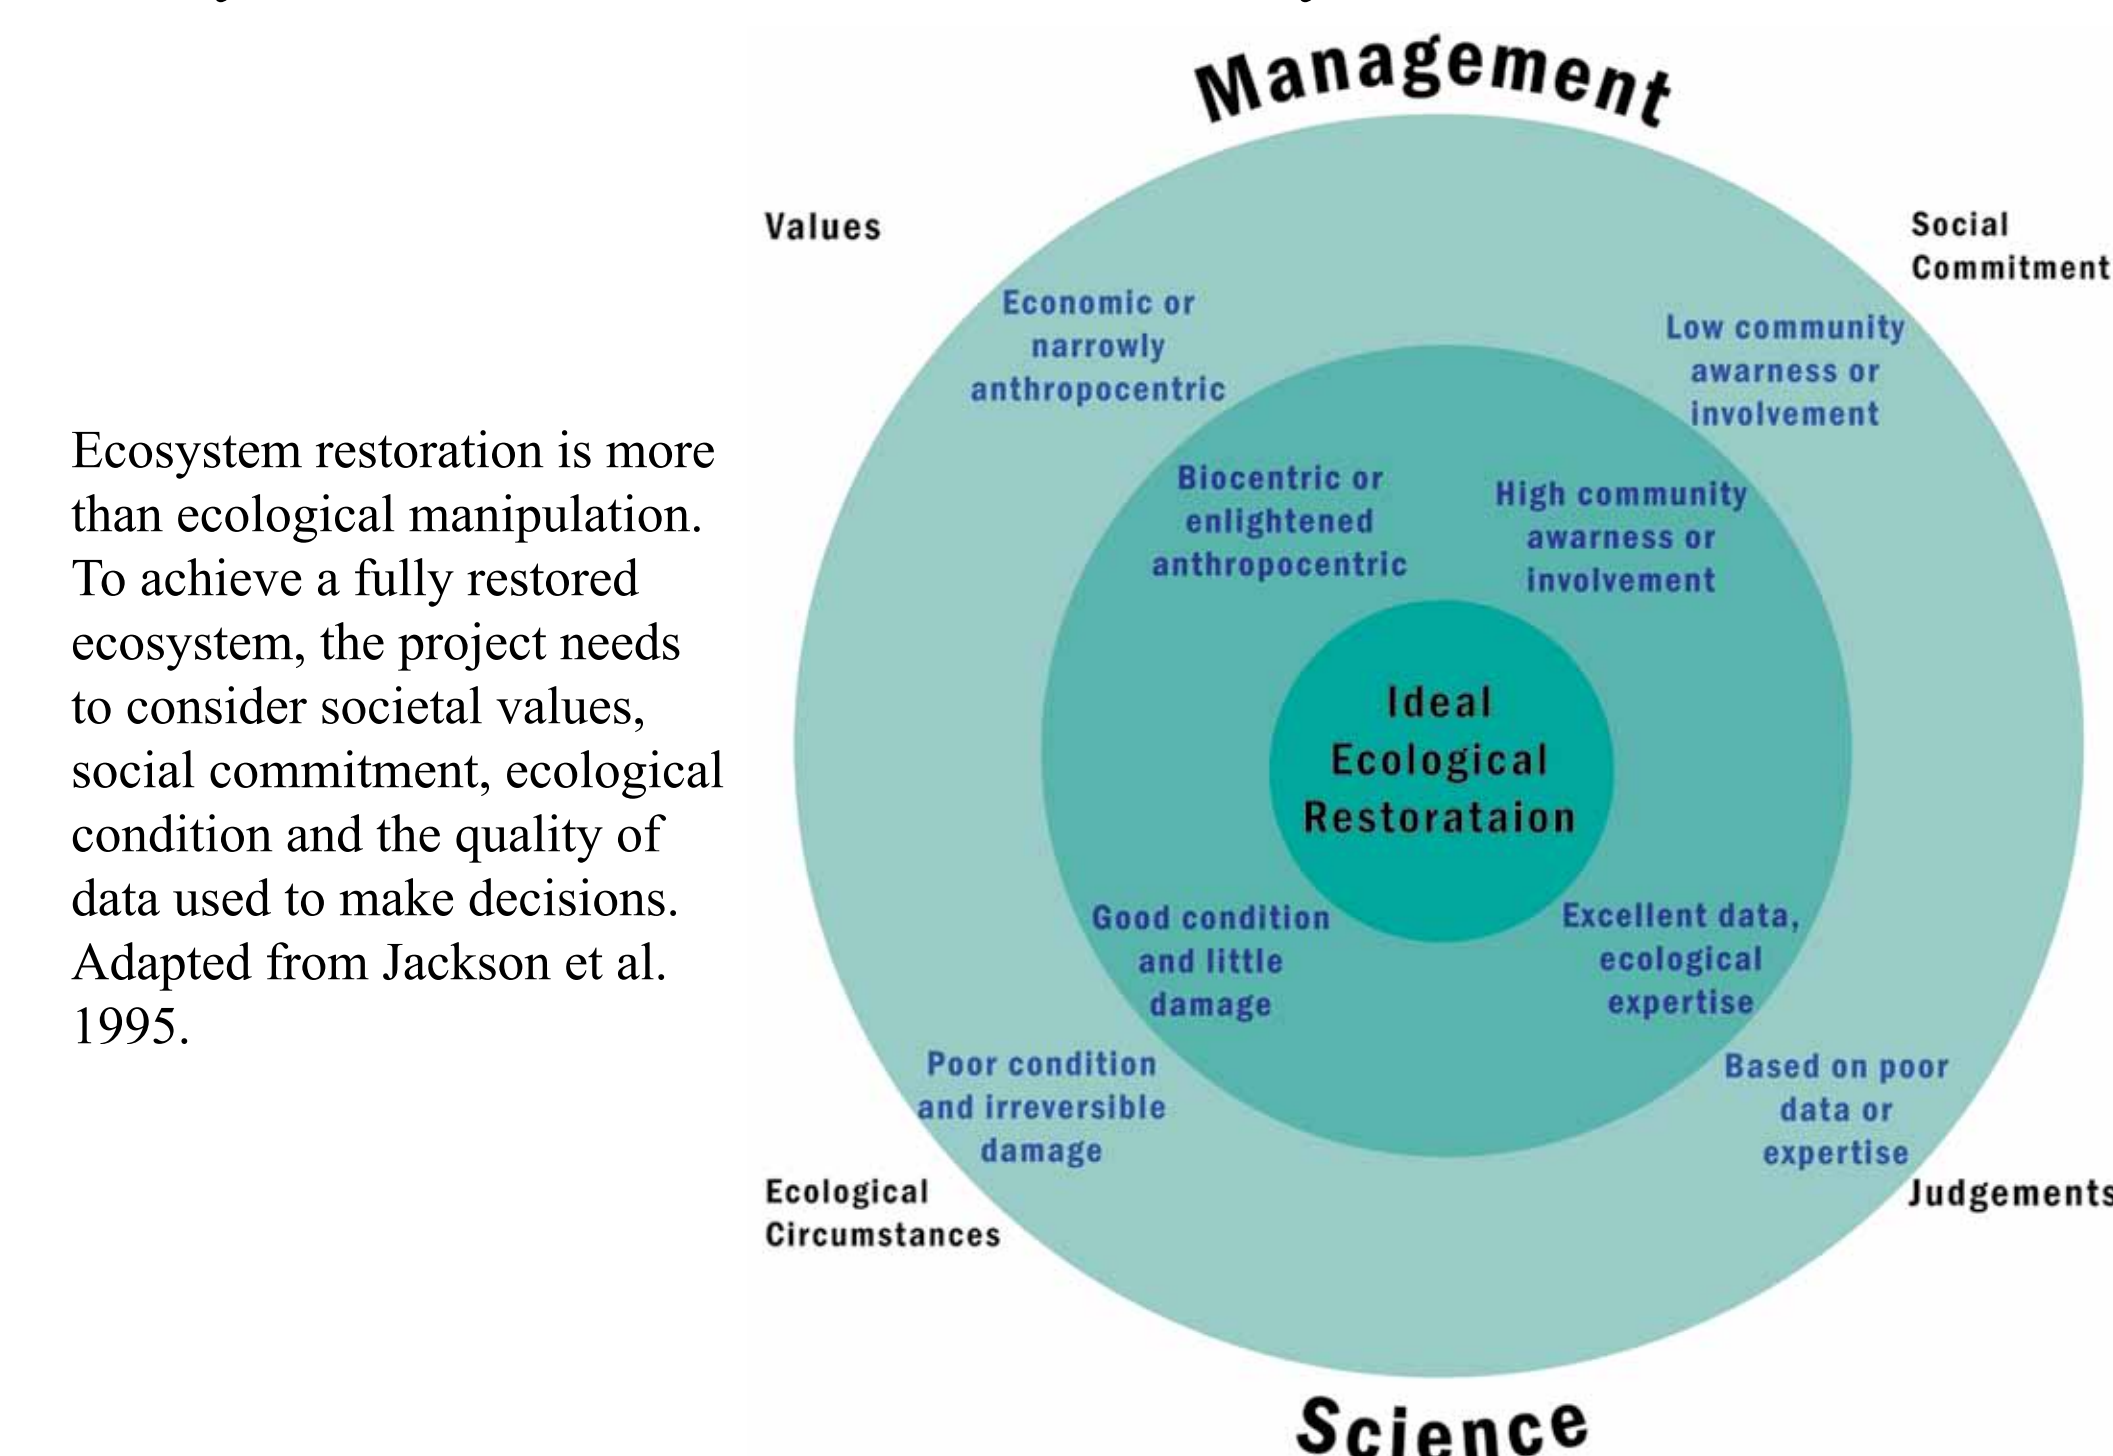 Management
Values
Social
Commitment
Economic or
narrowly
anthropocentric
Low community
awarness or
involvement
Biocentric or
enlightened
anthropocentric
High community
awarness or
involvement
Ecosystem restoration is more
than ecological manipulation.
To achieve a fully restored
ecosystem, the project needs
to consider societal values,
social commitment, ecological
condition and the quality of
data used to make decisions.
Adapted from Jackson et al.
1995.
Ideal
Ecological
Restorataion
Good condition
and little
damage
Excellent data,
ecological
expertise
Poor condition
and irreversible
damage
Based on poor
data or
expertise
Ecological
Circumstances
Judgements
Science